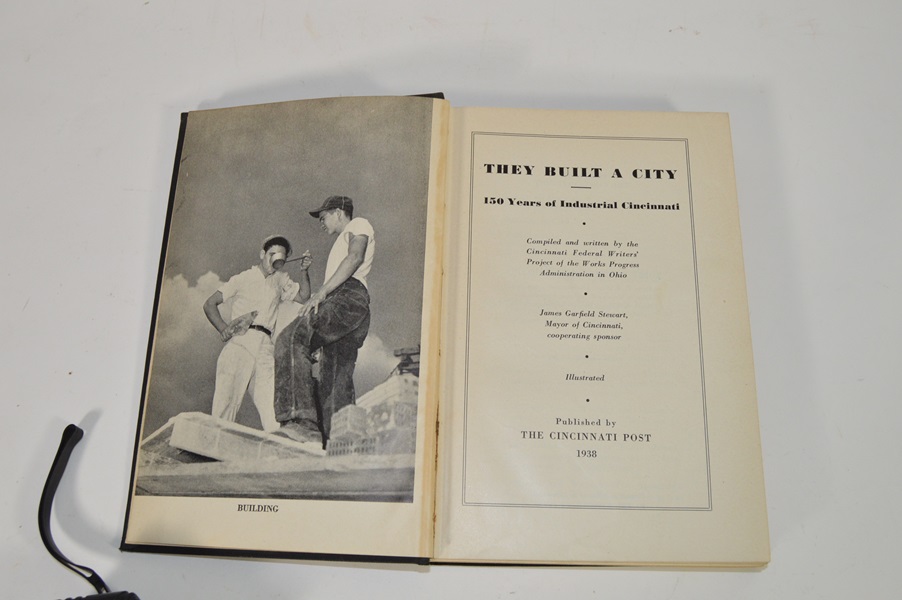 BUILDING
THEY BUILT A CITY
150 Years of Industrial Cincinnati
Compiled and written by the
Cincinnati Federal Writers'
Project of the Works Progress
Administration in Ohio
James Garfield Stewart,
Mayor of Cincinnati,
cooperating sponsor
Illustrated
Published by
THE CINCINNATI POST
1938